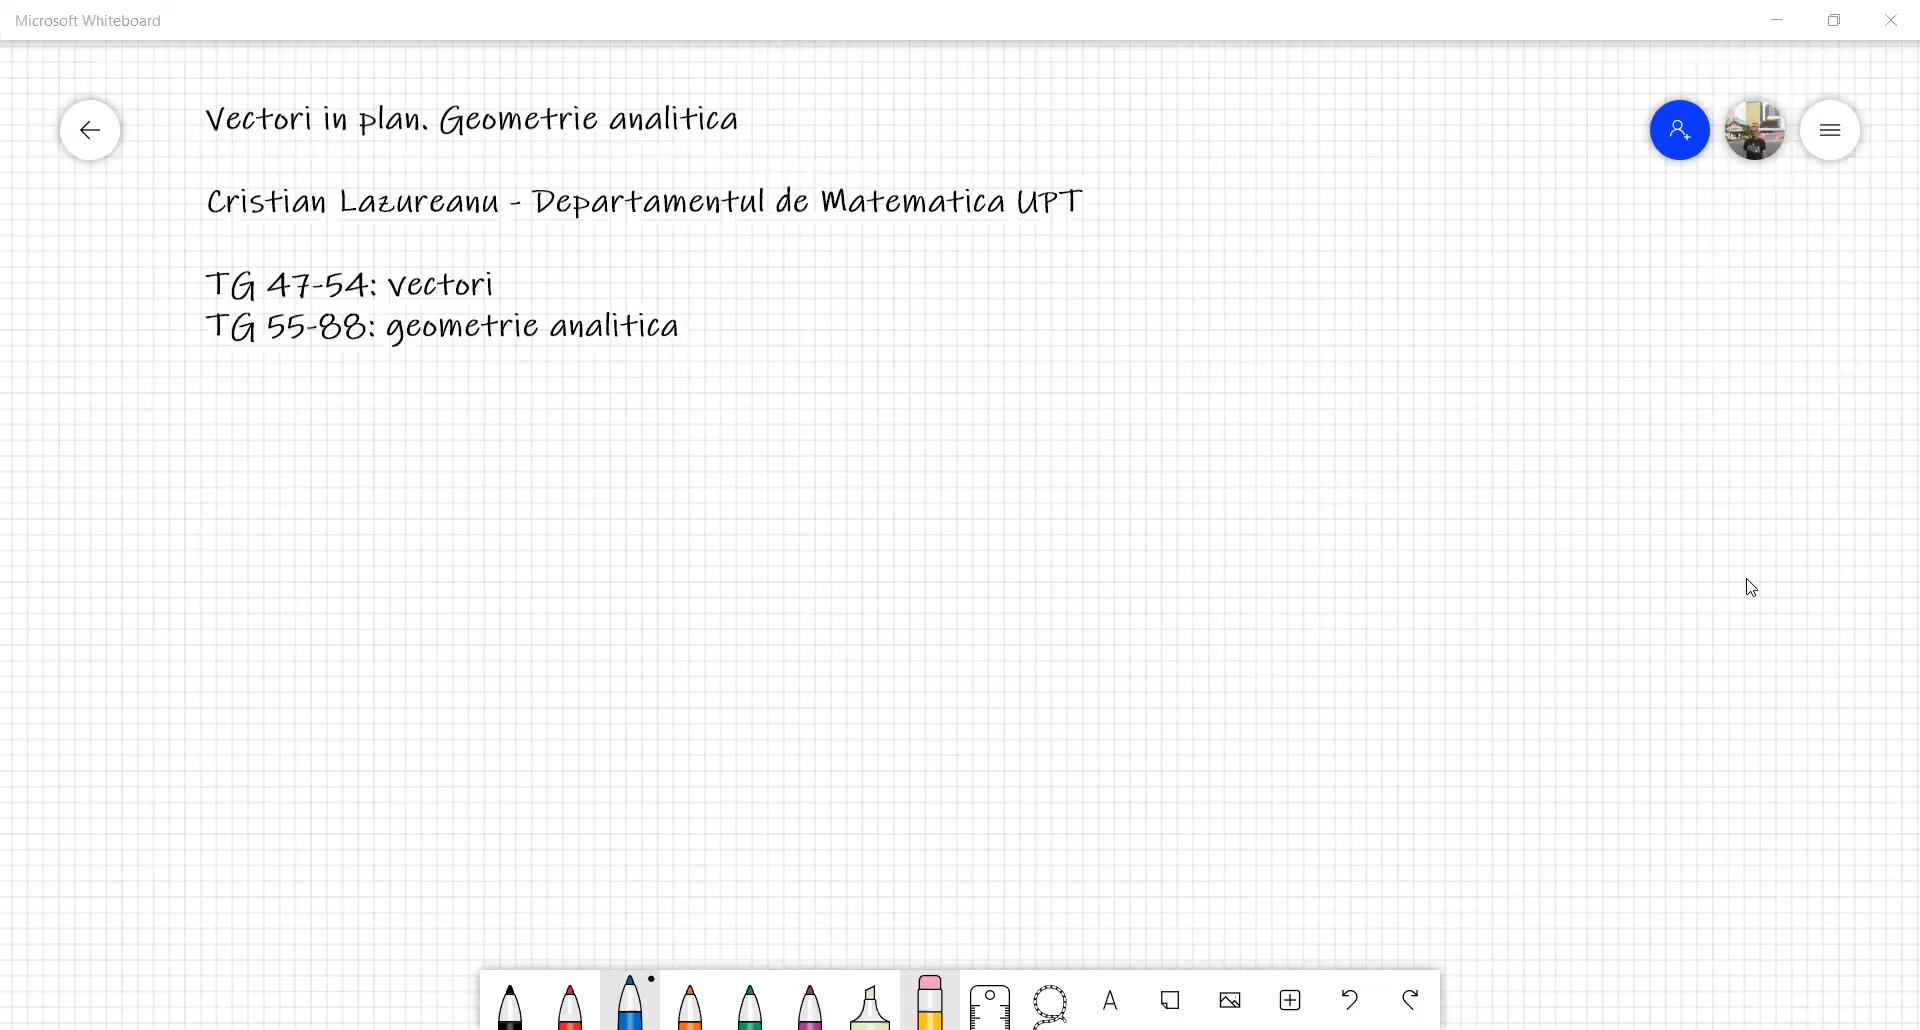 Microsoft Whiteboard
Vectori in plan. Geometrie analitica
Cristian Lazureanu - Departamentul de Matematica UPT
TG 47-54: vectori
TG 55-88: geometrie analitica